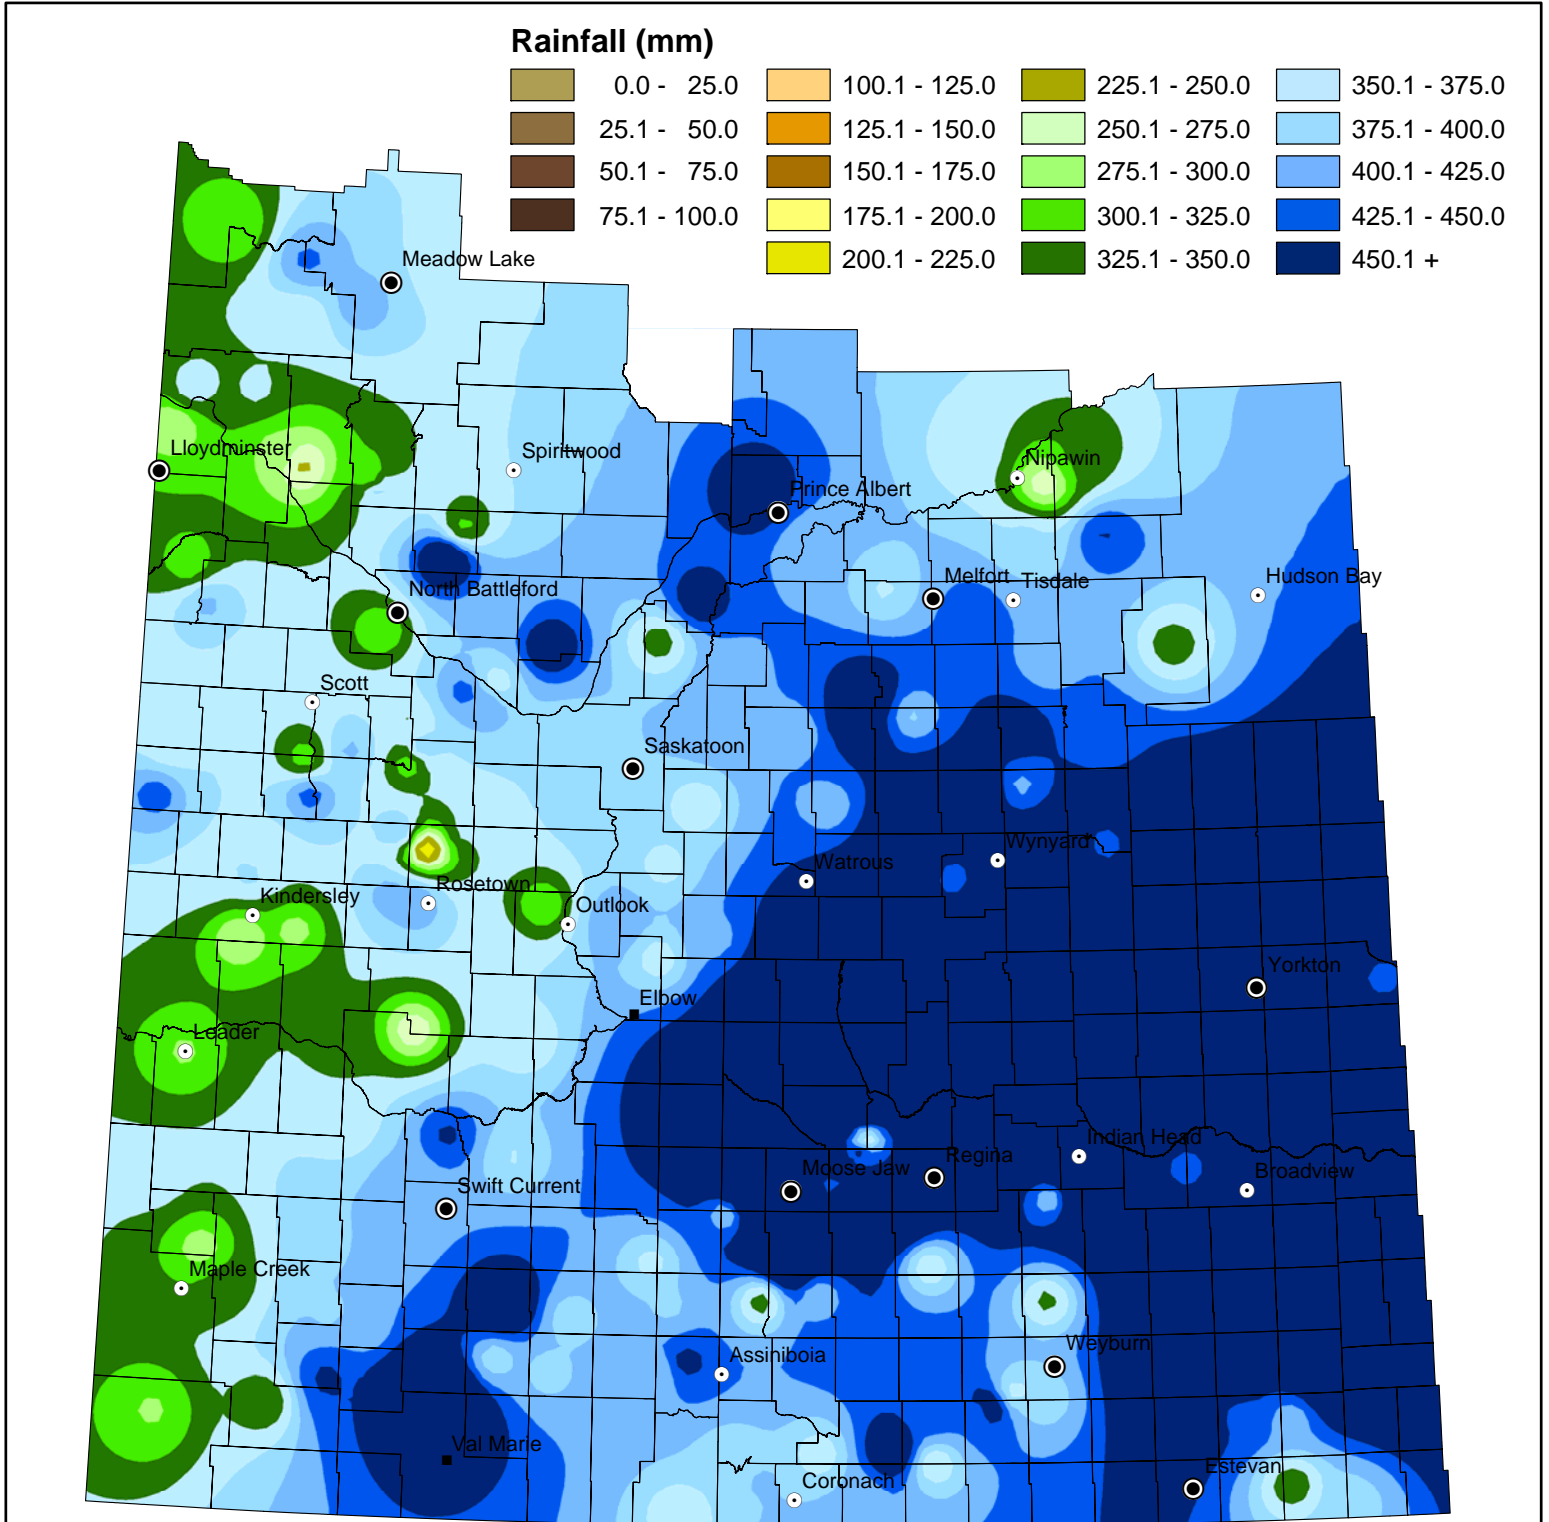 Rainfall (mm)
0.0 - 25.0
25.1 - 50.0
50.1 - 75.0
75.1 - 100.0
100.1 - 125.0
125.1 - 150.0
150.1 - 175.0
175.1 - 200.0
200.1 - 225.0
225.1 - 250.0
250.1 - 275.0
275.1 - 300.0
300.1 - 325.0
325.1 - 350.0
350.1 - 375.0
375.1 - 400.0
400.1 - 425.0
425.1 - 450.0
450.1 +
Meadow Lake
Lloydminster
Spiritwood
Nipawin
Prince Albert
Hudson Bay
Melfort
Tisdale
North Battleford
Scott
Saskatoon
Wynyard
Watrous
Rosetown
Kindersley
Outlook
Yorkton
Elbow
Leader
Indian Head
Regina
Moose Jaw
Broadview
Swift Current
Maple Creek
Weyburn
Assiniboia
Val Marie
Estevan
Coronach